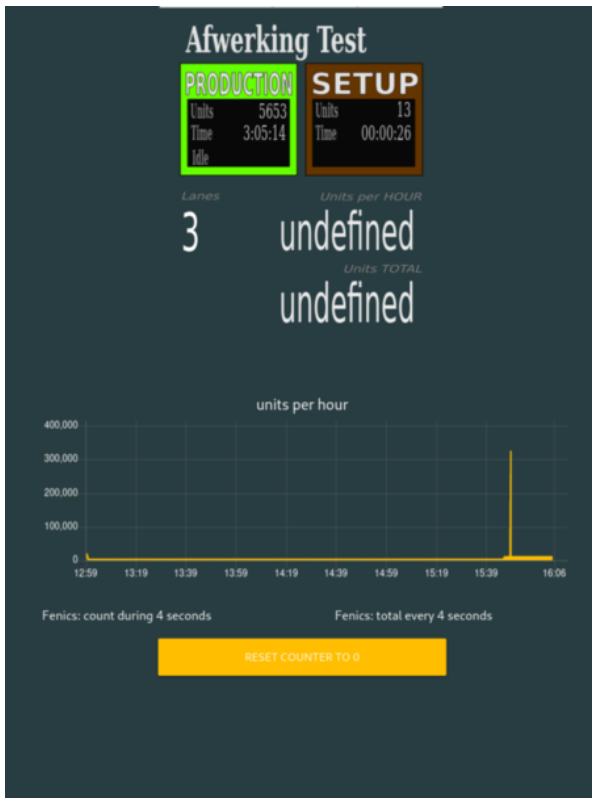 Afwerking Test
PRODUCTION
Units 5653
Time 3:05:14
Idle
SETUP
Units 13
Time 00:00:26
Lanes
3
Units per HOUR
undefined
Units TOTAL
undefined
units per hour
400,000
300,000
200,000
100,000
0
12:59 13:19 13:39 13:59 14:19 14:39 14:59 15:19 15:39 16:06
Fenics: count during 4 seconds
Fenics: total every 4 seconds
RESET COUNTER TO 0